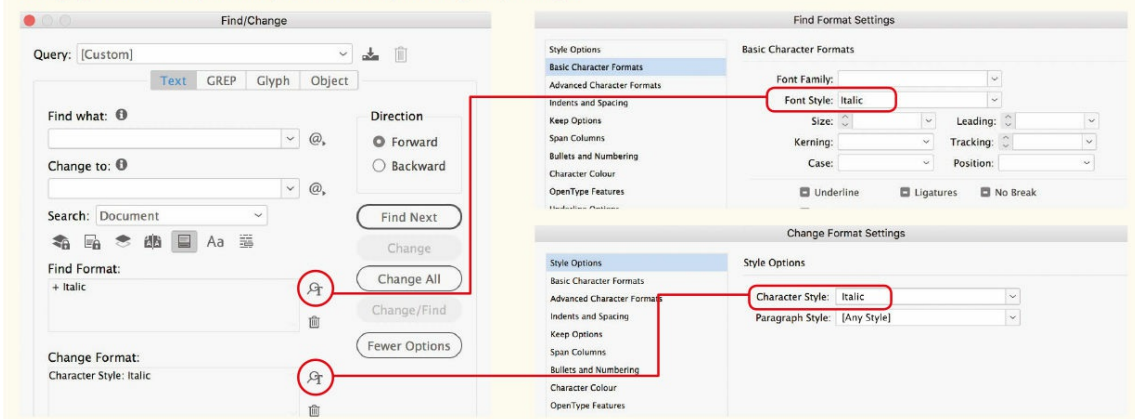 Find/Change
Query: [Custom]
Text GREP Glyph Object
Find what:
@,
Change to:
@,
Direction
Forward
Backward
Search: Document
Aa
Find Next
Change
Change All
Change/Find
Fewer Options
Find Format:
+ Italic
Change Format:
Character Style: Italic
Find Format Settings
Style Options
Basic Character Formats
Advanced Character Formats
Indents and Spacing
Keep Options
Span Columns
Bullets and Numbering
Character Colour
OpenType Features
Underline Options
Basic Character Formats
Font Family:
Font Style: Italic
Size: Leading:
Kerning: Tracking:
Case: Position:
Underline Ligatures No Break
Change Format Settings
Style Options
Basic Character Formats
Advanced Character Formats
Indents and Spacing
Keep Options
Span Columns
Bullets and Numbering
Character Colour
OpenType Features
Style Options
Character Style: Italic
Paragraph Style: [Any Style]